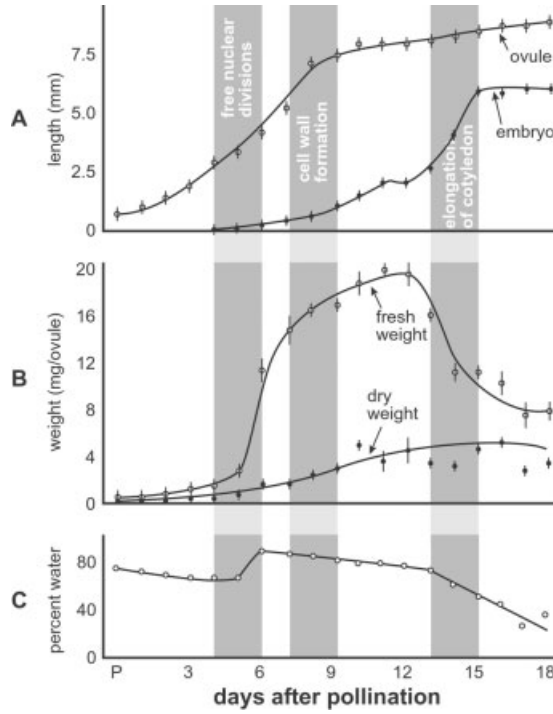 A
length (mm)
7.5
5.0
2.5
0
free nuclear
divisions
cell wall
formation
elongation
of cotyledon
ovule
embryo
B
weight (mg/ovule)
20
16
12
8
4
0
fresh
weight
dry
weight
C
percent water
80
40
0
P
3
6
9
12
15
18
days after pollination